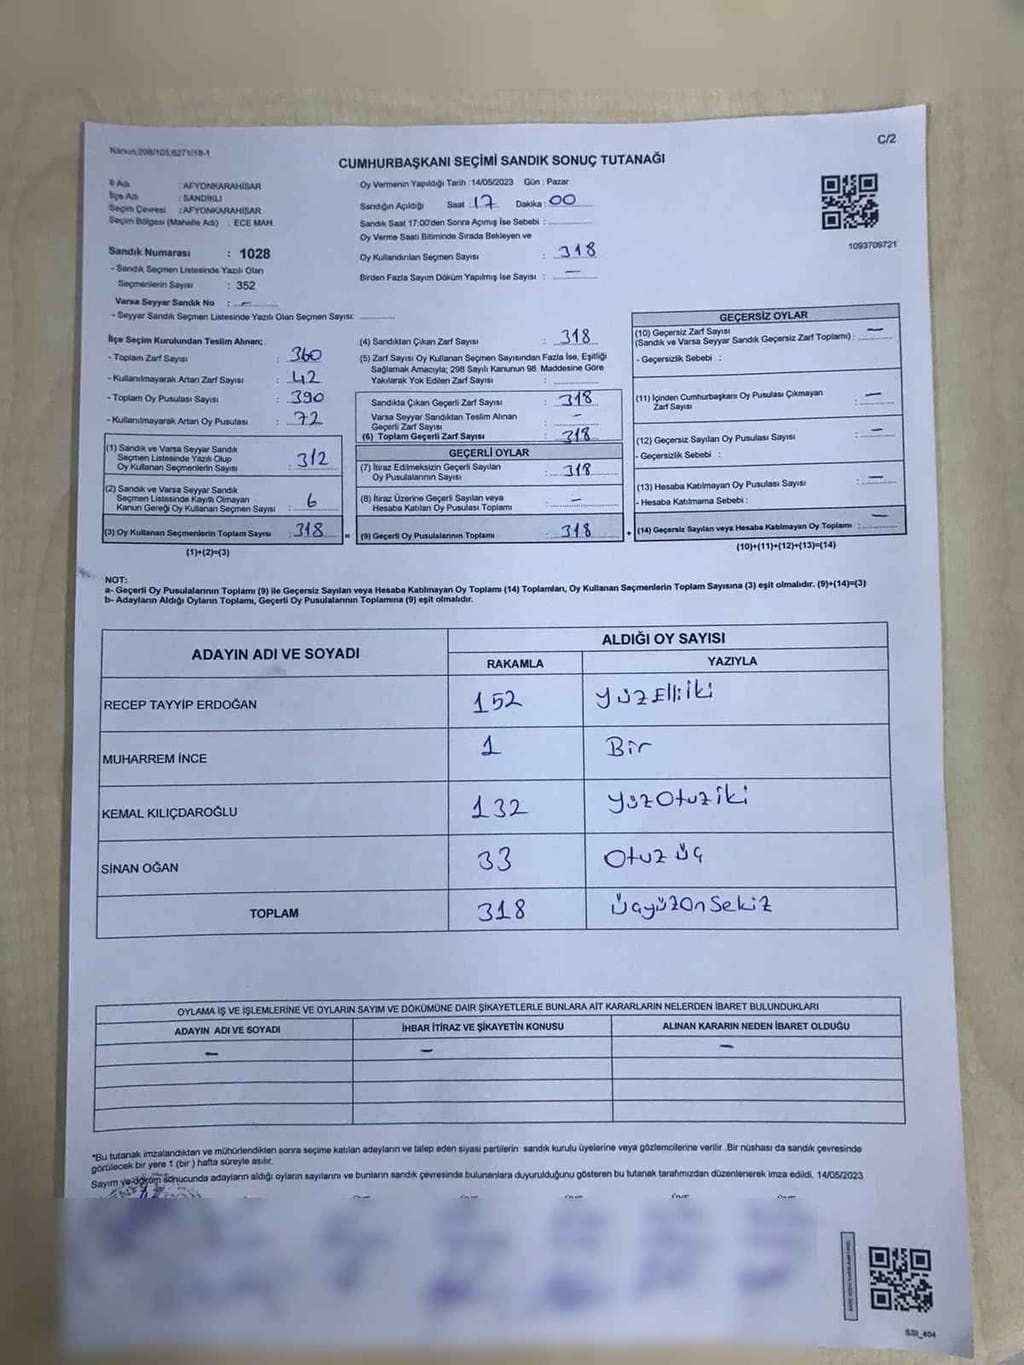 Kanun:298/105,6271/18-1
C/2
CUMHURBAŞKANI SEÇİMİ SANDIK SONUÇ TUTANAĞI
İl Adı : AFYONKARAHİSAR
İlçe Adı : SANDIKLI
Seçim Çevresi : AFYONKARAHİSAR
Seçim Bölgesi (Mahalle Adı) : ECE MAH.
Sandık Numarası : 1028
- Sandık Seçmen Listesinde Yazılı Olan
Seçmenlerin Sayısı : 352
Varsa Seyyar Sandık No : -
- Seyyar Sandık Seçmen Listesinde Yazılı Olan Seçmen Sayısı:
Oy Vermenin Yapıldığı Tarih :14/05/2023 Gün : Pazar
Sandığın Açıldığı Saat 17 Dakika: 00
Sandık Saat 17:00'den Sonra Açmış İse Sebebi :
Oy Verme Saati Bitiminde Sırada Bekleyen ve
Oy Kullandırılan Seçmen Sayısı : 318
Birden Fazla Sayım Döküm Yapılmış İse Sayısı : -
1093709721
İlçe Seçim Kurulundan Teslim Alınan;
- Toplam Zarf Sayısı : 360
- Kullanılmayarak Artan Zarf Sayısı : 42
- Toplam Oy Pusulası Sayısı : 390
- Kullanılmayarak Artan Oy Pusulası : 72
(1) Sandık ve Varsa Seyyar Sandık
Seçmen Listesinde Yazılı Olup
Oy Kullanan Seçmenlerin Sayısı : 312
(2) Sandık ve Varsa Seyyar Sandık
Seçmen Listesinde Kayıtlı Olmayan
Kanun Gereği Oy Kullanan Seçmen Sayısı : 6
(3) Oy Kullanan Seçmenlerin Toplam Sayısı : 318 =
(1)+(2)=(3)
(4) Sandıktan Çıkan Zarf Sayısı : 318
(5) Zarf Sayısı Oy Kullanan Seçmen Sayısından Fazla İse, Eşitliği
Sağlamak Amacıyla; 298 Sayılı Kanunun 98. Maddesine Göre
Yakılarak Yok Edilen Zarf Sayısı :
Sandıkta Çıkan Geçerli Zarf Sayısı : 318
Varsa Seyyar Sandıktan Teslim Alınan
Geçerli Zarf Sayısı : -
(6) Toplam Geçerli Zarf Sayısı : 318
GEÇERLİ OYLAR
(7) İtiraz Edilmeksizin Geçerli Sayılan
Oy Pusulalarının Sayısı : 318
(8) İtiraz Üzerine Geçerli Sayılan veya
Hesaba Katılan Oy Pusulası Toplamı : -
(9) Geçerli Oy Pusulalarının Toplamı : 318 +
GEÇERSİZ OYLAR
(10) Geçersiz Zarf Sayısı
(Sandık ve Varsa Seyyar Sandık Geçersiz Zarf Toplamı) : -
- Geçersizlik Sebebi :
(11) İçinden Cumhurbaşkanı Oy Pusulası Çıkmayan
Zarf Sayısı : -
(12) Geçersiz Sayılan Oy Pusulası Sayısı : -
- Geçersizlik Sebebi :
(13) Hesaba Katılmayan Oy Pusulası Sayısı : -
- Hesaba Katılmama Sebebi :
(14) Geçersiz Sayılan veya Hesaba Katılmayan Oy Toplamı : -
(10)+(11)+(12)+(13)=(14)
NOT:
a- Geçerli Oy Pusulalarının Toplamı (9) ile Geçersiz Sayılan veya Hesaba Katılmayan Oy Toplamı (14) Toplamları, Oy Kullanan Seçmenlerin Toplam Sayısına (3) eşit olmalıdır. (9)+(14)=(3)
b- Adayların Aldığı Oyların Toplamı, Geçerli Oy Pusulalarının Toplamına (9) eşit olmalıdır.
ADAYIN ADI VE SOYADI
ALDIĞI OY SAYISI
RAKAMLA YAZIYLA
RECEP TAYYİP ERDOĞAN 152 yüzElliiki
MUHARREM İNCE 1 Bir
KEMAL KILIÇDAROĞLU 132 yüzOtuziki
SİNAN OĞAN 33 Otuz üç
TOPLAM 318 üçyüzOnSekiz
OYLAMA İŞ VE İŞLEMLERİNE VE OYLARIN SAYIM VE DÖKÜMÜNE DAİR ŞİKAYETLERLE BUNLARA AİT KARARLARIN NELERDEN İBARET BULUNDUKLARI
ADAYIN ADI VE SOYADI İHBAR İTİRAZ VE ŞİKAYETİN KONUSU ALINAN KARARIN NEDEN İBARET OLDUĞU
- - -
*Bu tutanak imzalandıktan ve mühürlendikten sonra seçime katılan adayların ve talep eden siyasi partilerin sandık kurulu üyelerine veya gözlemcilerine verilir .Bir nüshası da sandık çevresinde
görülecek bir yere 1 (bir ) hafta süreyle asılır.
Sayım ve döküm sonucunda adayların aldığı oyların sayılarını ve bunların sandık çevresinde bulunanlara duyurulduğunu gösteren bu tutanak tarafımızdan düzenlenerek imza edildi. 14/05/2023
SSI_404